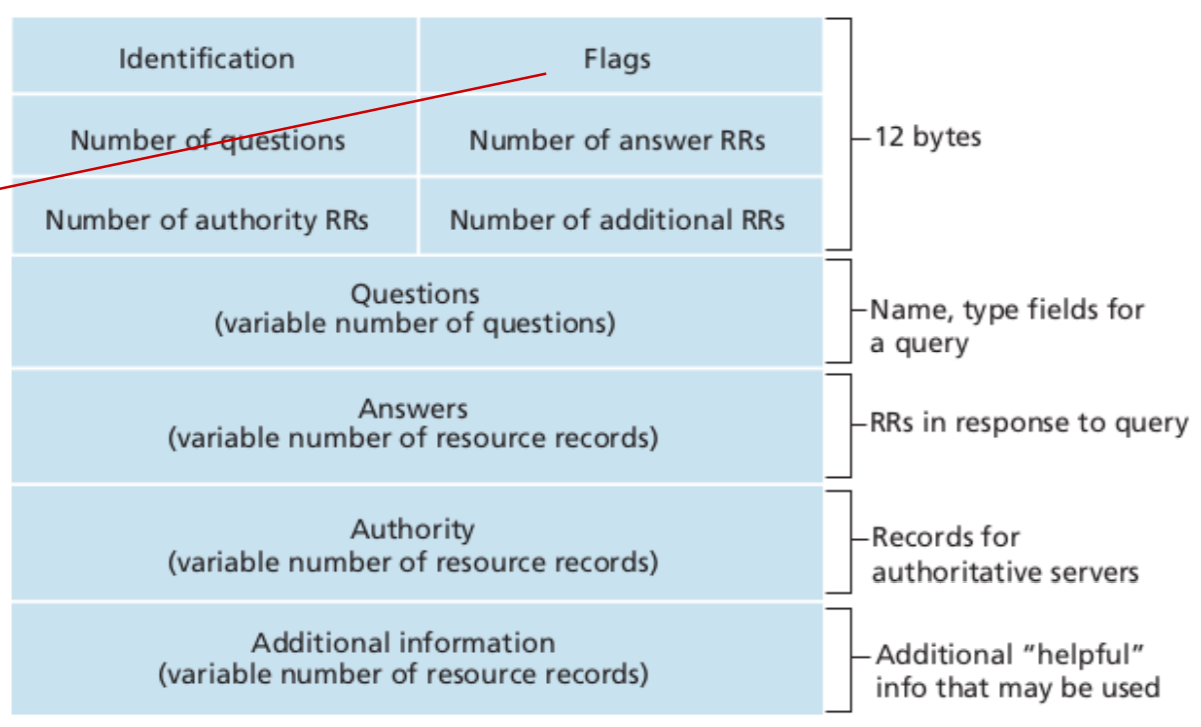 Identification
Flags
Number of questions
Number of answer RRs
12 bytes
Number of authority RRs
Number of additional RRs
Questions
(variable number of questions)
Name, type fields for
a query
Answers
(variable number of resource records)
RRs in response to query
Authority
(variable number of resource records)
Records for
authoritative servers
Additional information
(variable number of resource records)
Additional “helpful”
info that may be used